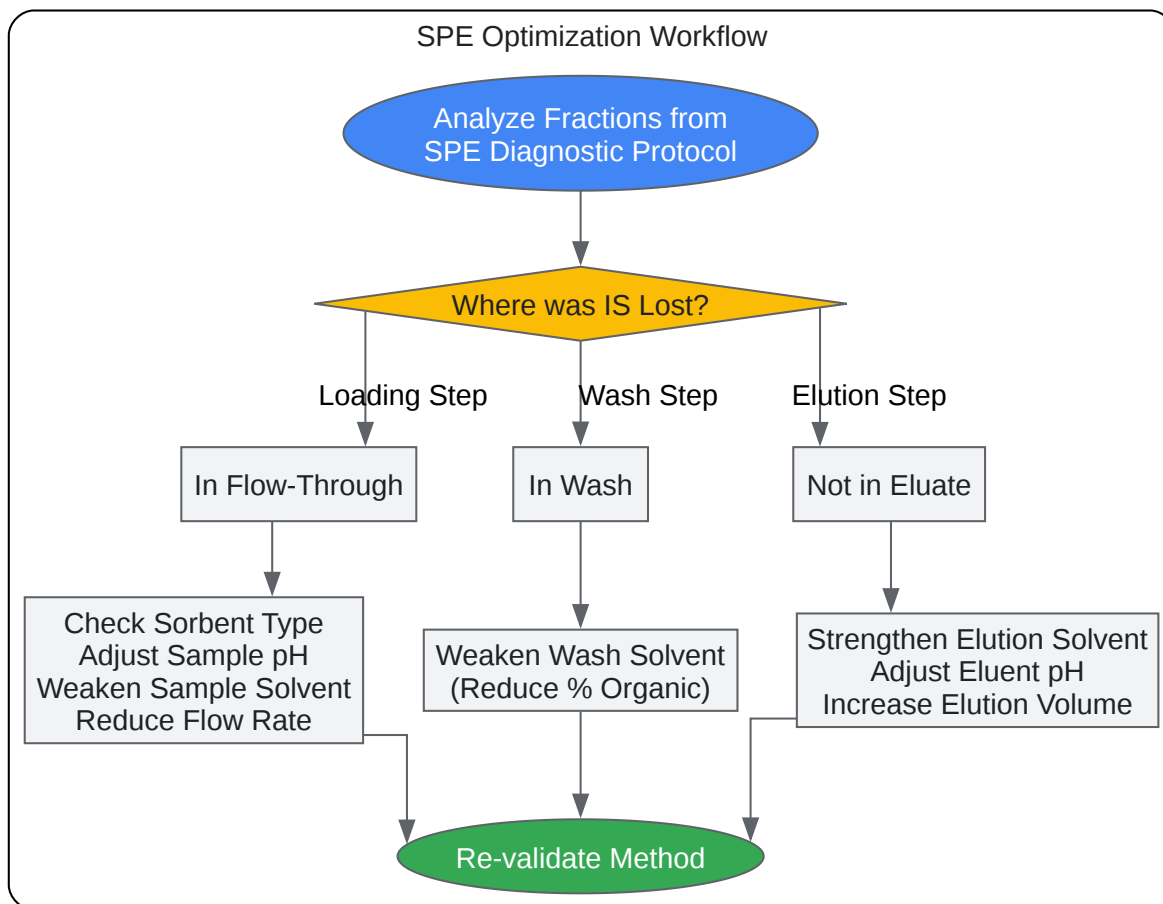 SPE Optimization Workflow
Analyze Fractions from
SPE Diagnostic Protocol
Where was IS Lost?
Loading Step
Wash Step
Elution Step
In Flow-Through
In Wash
Not in Eluate
Check Sorbent Type
Adjust Sample pH
Weaken Sample Solvent
Reduce Flow Rate
Weaken Wash Solvent
(Reduce % Organic)
Strengthen Elution Solvent
Adjust Eluent pH
Increase Elution Volume
Re-validate Method